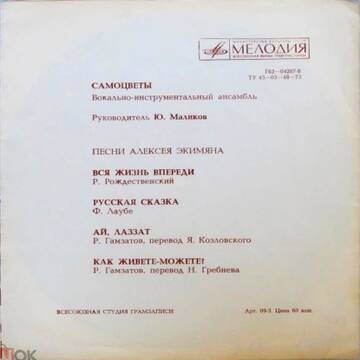 МЕЛОДИЯ
Г62—04287-8
ТУ 43—03—48—73
САМОЦВЕТЫ
Вокально-инструментальный ансамбль
Руководитель Ю. Маликов
ПЕСНИ АЛЕКСЕЯ ЭКИМЯНА
ВСЯ ЖИЗНЬ ВПЕРЕДИ
Р. Рождественский
РУССКАЯ СКАЗКА
Ф. Лаубе
АЙ, ЛАЗЗАТ
Р. Гамзатов, перевод Я. Козловского
КАК ЖИВЕТЕ-МОЖЕТЕ?
Р. Гамзатов, перевод Н. Гребнева
ВСЕСОЮЗНАЯ СТУДИЯ ГРАМЗАПИСИ
Арт. 09-3. Цена 60 коп.